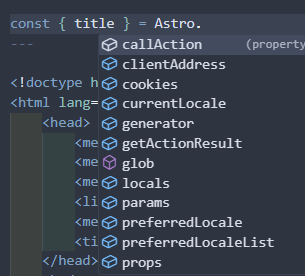 const { title } = Astro.
---
callAction (property
clientAddress
cookies
<!doctype h
currentLocale
<html lang=
generator
<head>
getActionResult
<me
glob
<me
locals
<li
params
<me
preferredLocale
<ti
preferredLocaleList
</head>
props